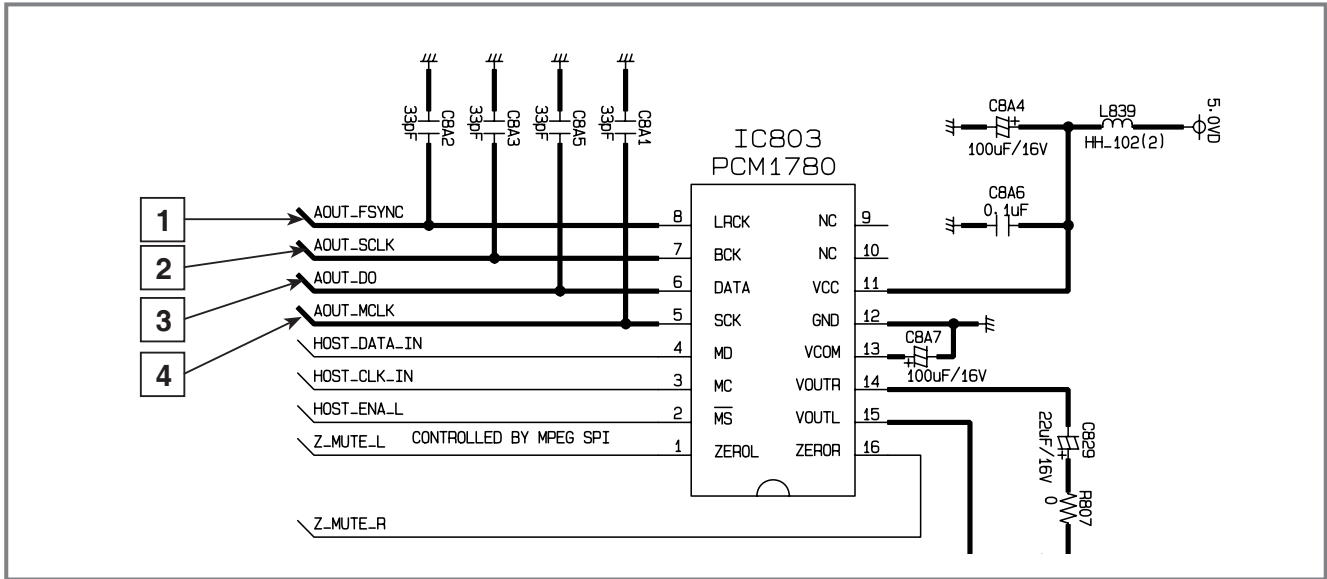 C8A2
33pF
C8A3
33pF
C8A5
33pF
C8A1
33pF
IC803
PCM1780
C8A4
100uF/16V
L839
HH_102(2)
5.0VD
C8A6
0.1uF
1
AOUT_FSYNC
8 LRCK NC 9
2
AOUT_SCLK
7 BCK NC 10
3
AOUT_DO
6 DATA VCC 11
4
AOUT_MCLK
5 SCK GND 12
HOST_DATA_IN
4 MD VCOM 13
C8A7
100uF/16V
HOST_CLK_IN
3 MC VOUTR 14
HOST_ENA_L
2 MS VOUTL 15
Z_MUTE_L CONTROLLED BY MPEG SPI
1 ZEROL ZEROR 16
Z_MUTE_R
C829
22uF/16V
R807
0